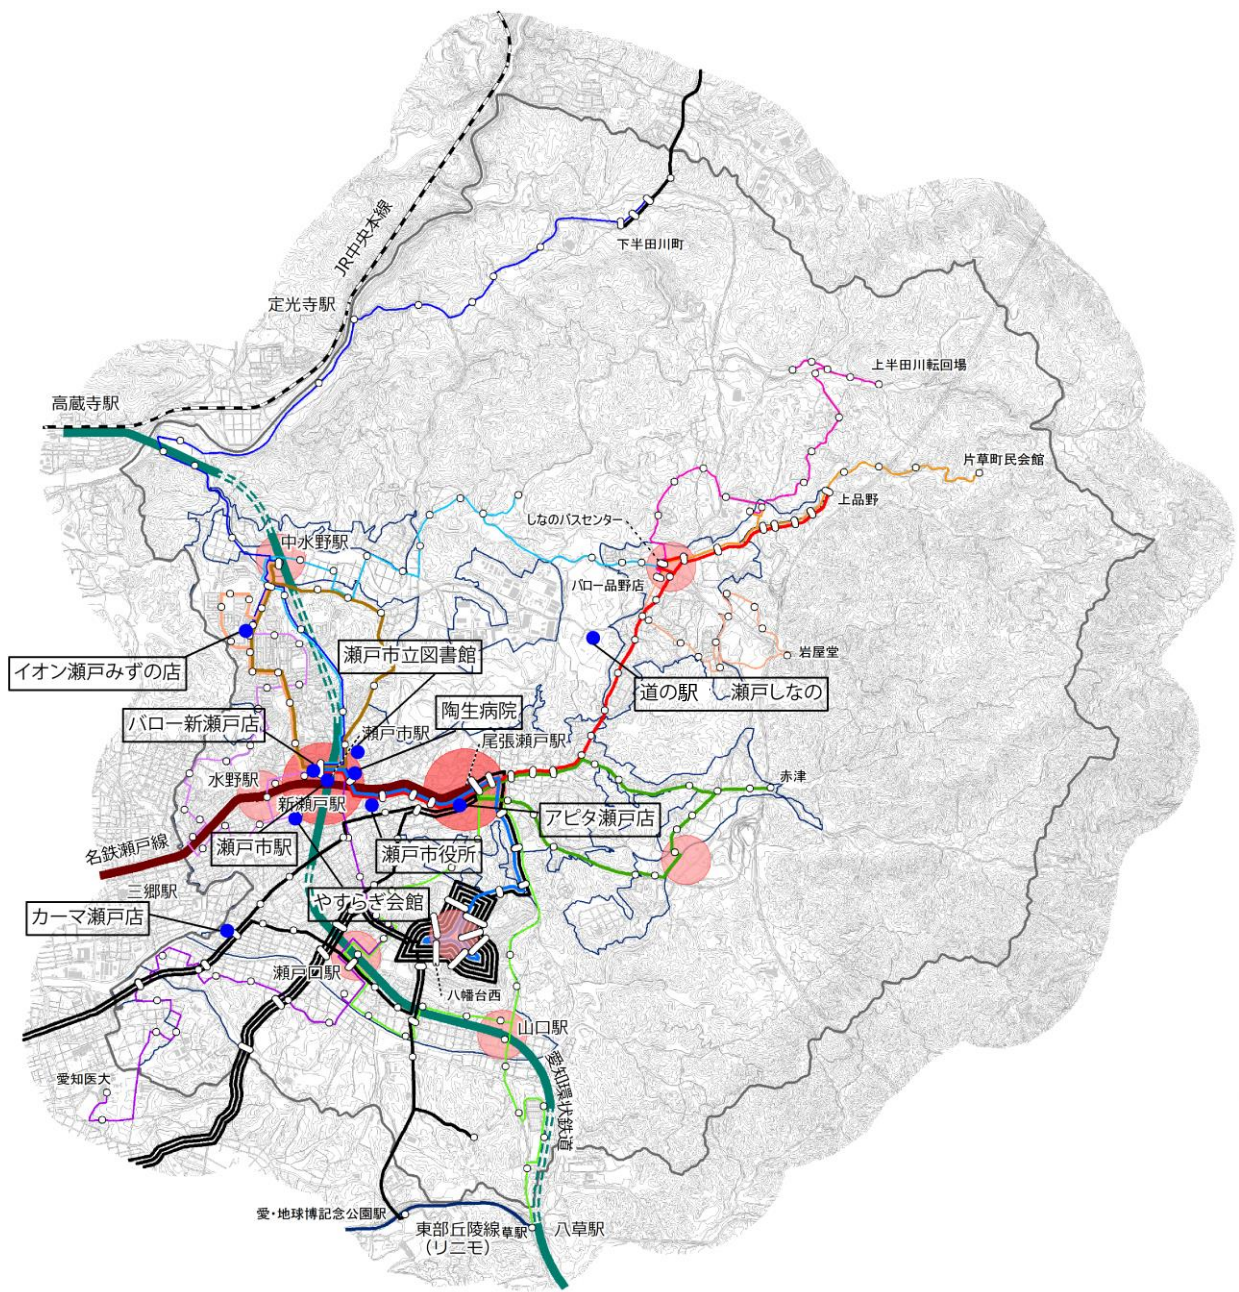 JR中央本線
下半田川町
定光寺駅
上半田川転回場
高蔵寺駅
片草町民会館
上品野
しなのバスセンター
中水野駅
バロー品野店
瀬戸市立図書館
岩屋堂
イオン瀬戸みずの店
道の駅 瀬戸しなの
陶生病院
バロー新瀬戸店
瀬戸市駅
尾張瀬戸駅
水野駅
赤津
新瀬戸駅
アピタ瀬戸店
名鉄瀬戸線
瀬戸市駅
瀬戸市役所
三郷駅
やすらぎ会館
カーマ瀬戸店
瀬戸口駅
八幡台西
山口駅
愛知環状鉄道
愛知医大
愛・地球博記念公園駅
東部丘陵線
草駅
八草駅
(リニモ)